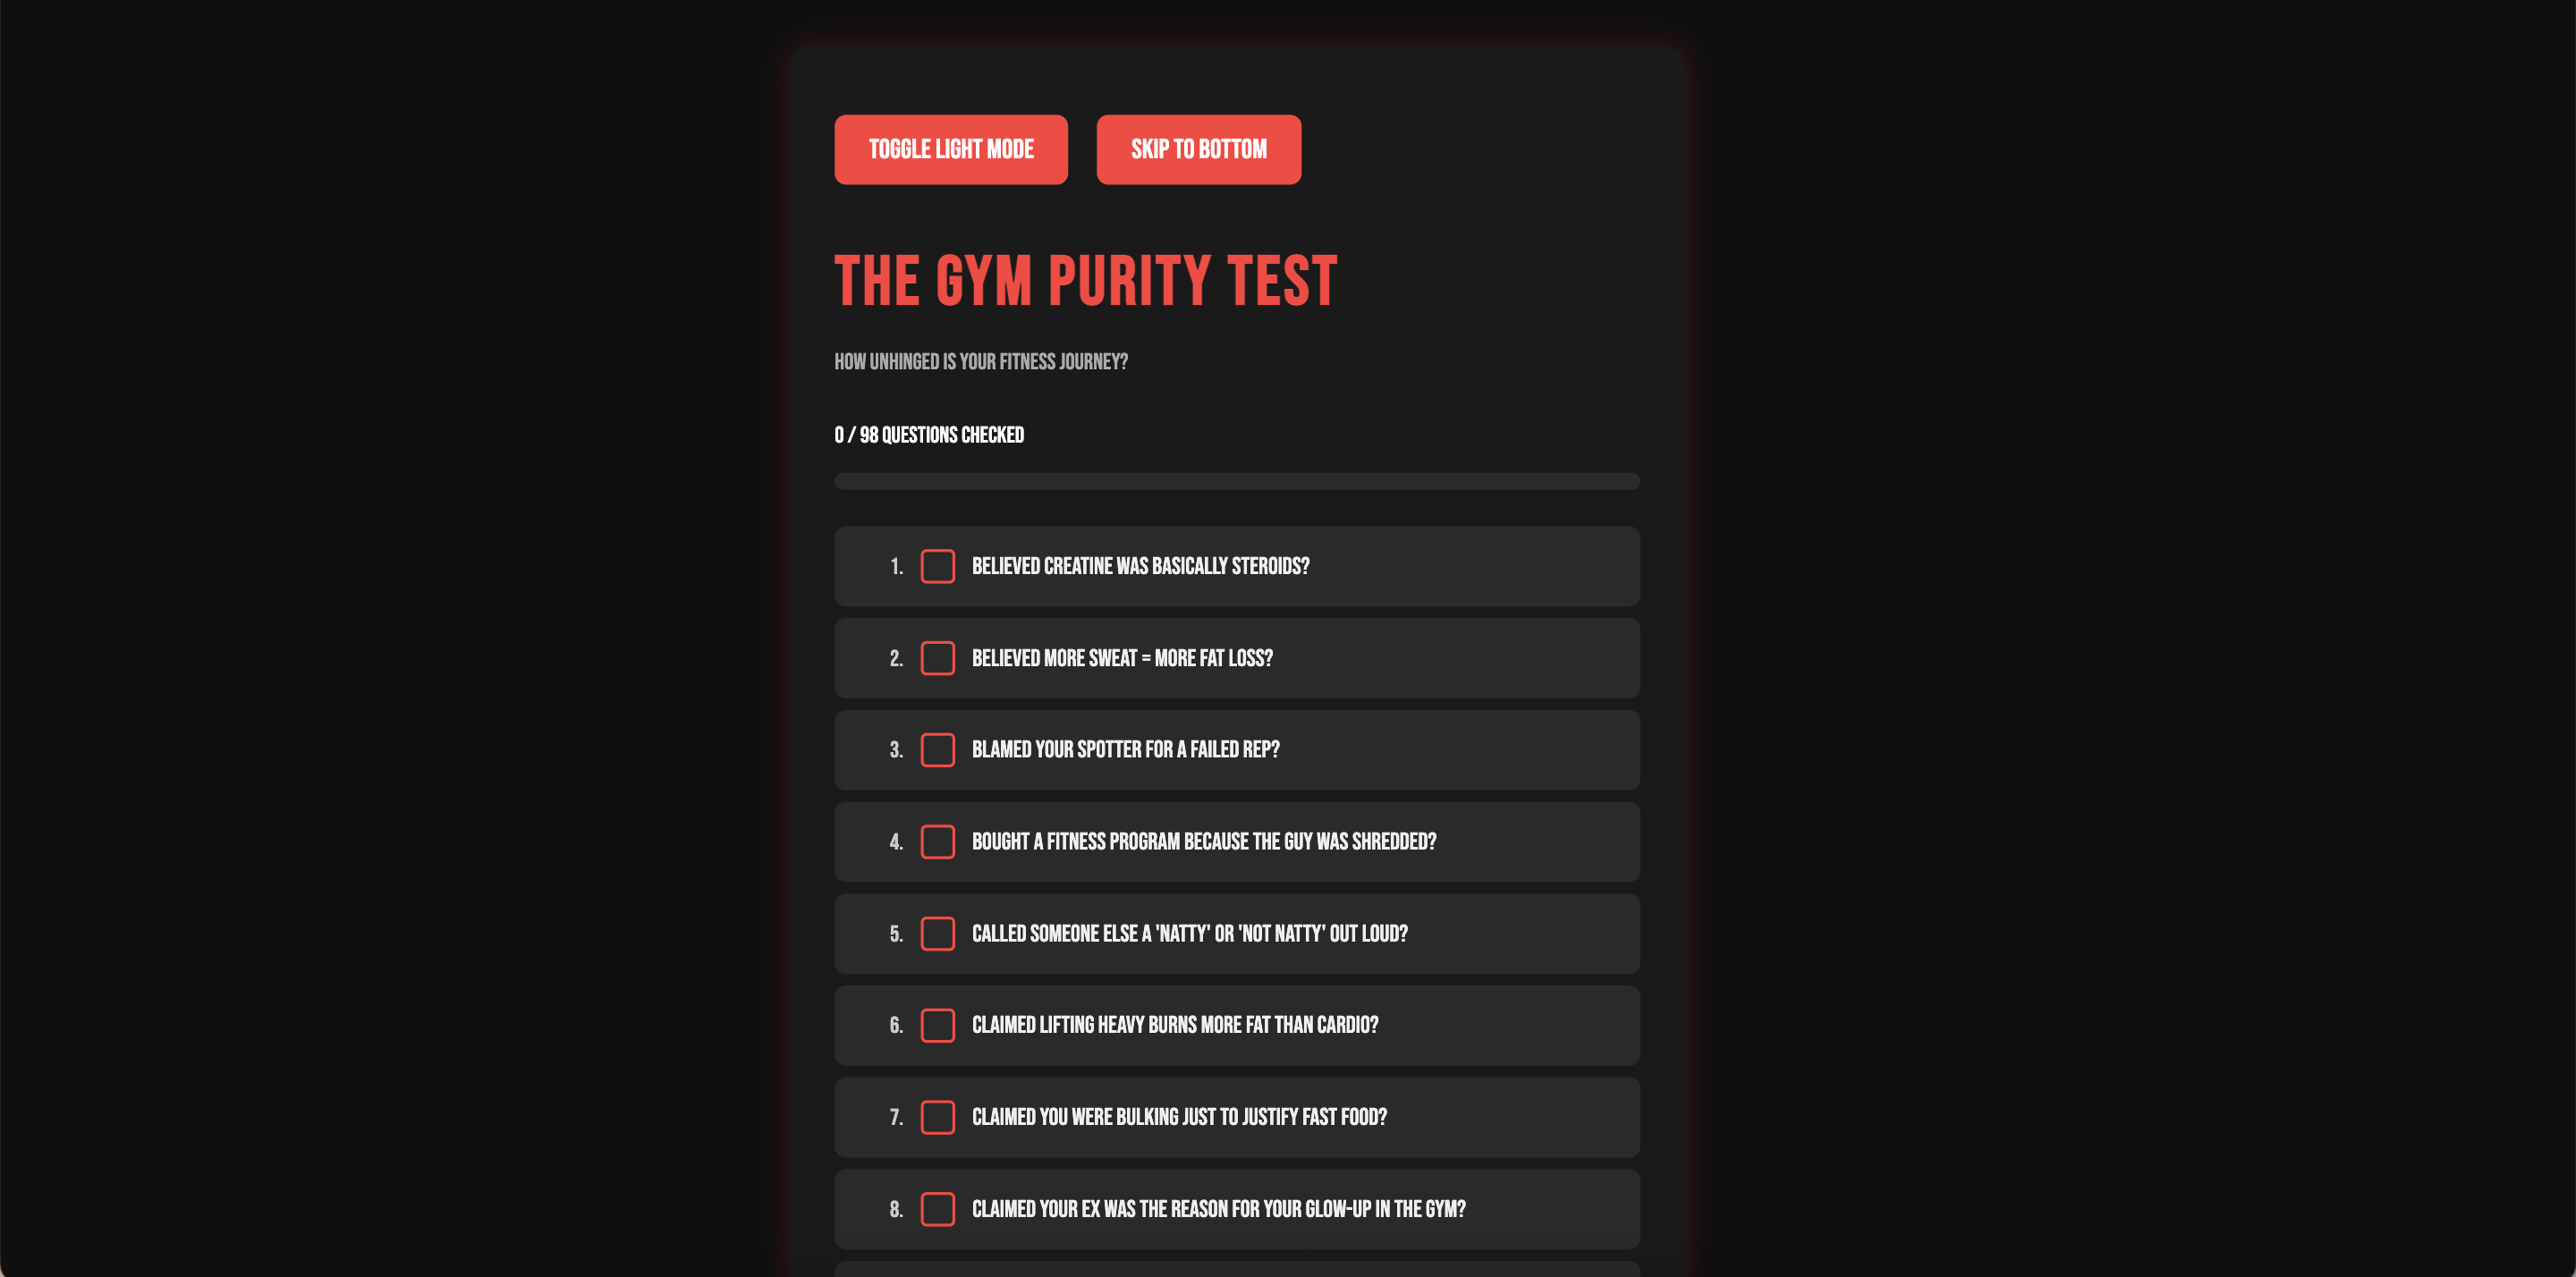 TOGGLE LIGHT MODE SKIP TO BOTTOM
THE GYM PURITY TEST
HOW UNHINGED IS YOUR FITNESS JOURNEY?
0 / 98 QUESTIONS CHECKED
1. BELIEVED CREATINE WAS BASICALLY STEROIDS?
2. BELIEVED MORE SWEAT = MORE FAT LOSS?
3. BLAMED YOUR SPOTTER FOR A FAILED REP?
4. BOUGHT A FITNESS PROGRAM BECAUSE THE GUY WAS SHREDDED?
5. CALLED SOMEONE ELSE A 'NATTY' OR 'NOT NATTY' OUT LOUD?
6. CLAIMED LIFTING HEAVY BURNS MORE FAT THAN CARDIO?
7. CLAIMED YOU WERE BULKING JUST TO JUSTIFY FAST FOOD?
8. CLAIMED YOUR EX WAS THE REASON FOR YOUR GLOW-UP IN THE GYM?